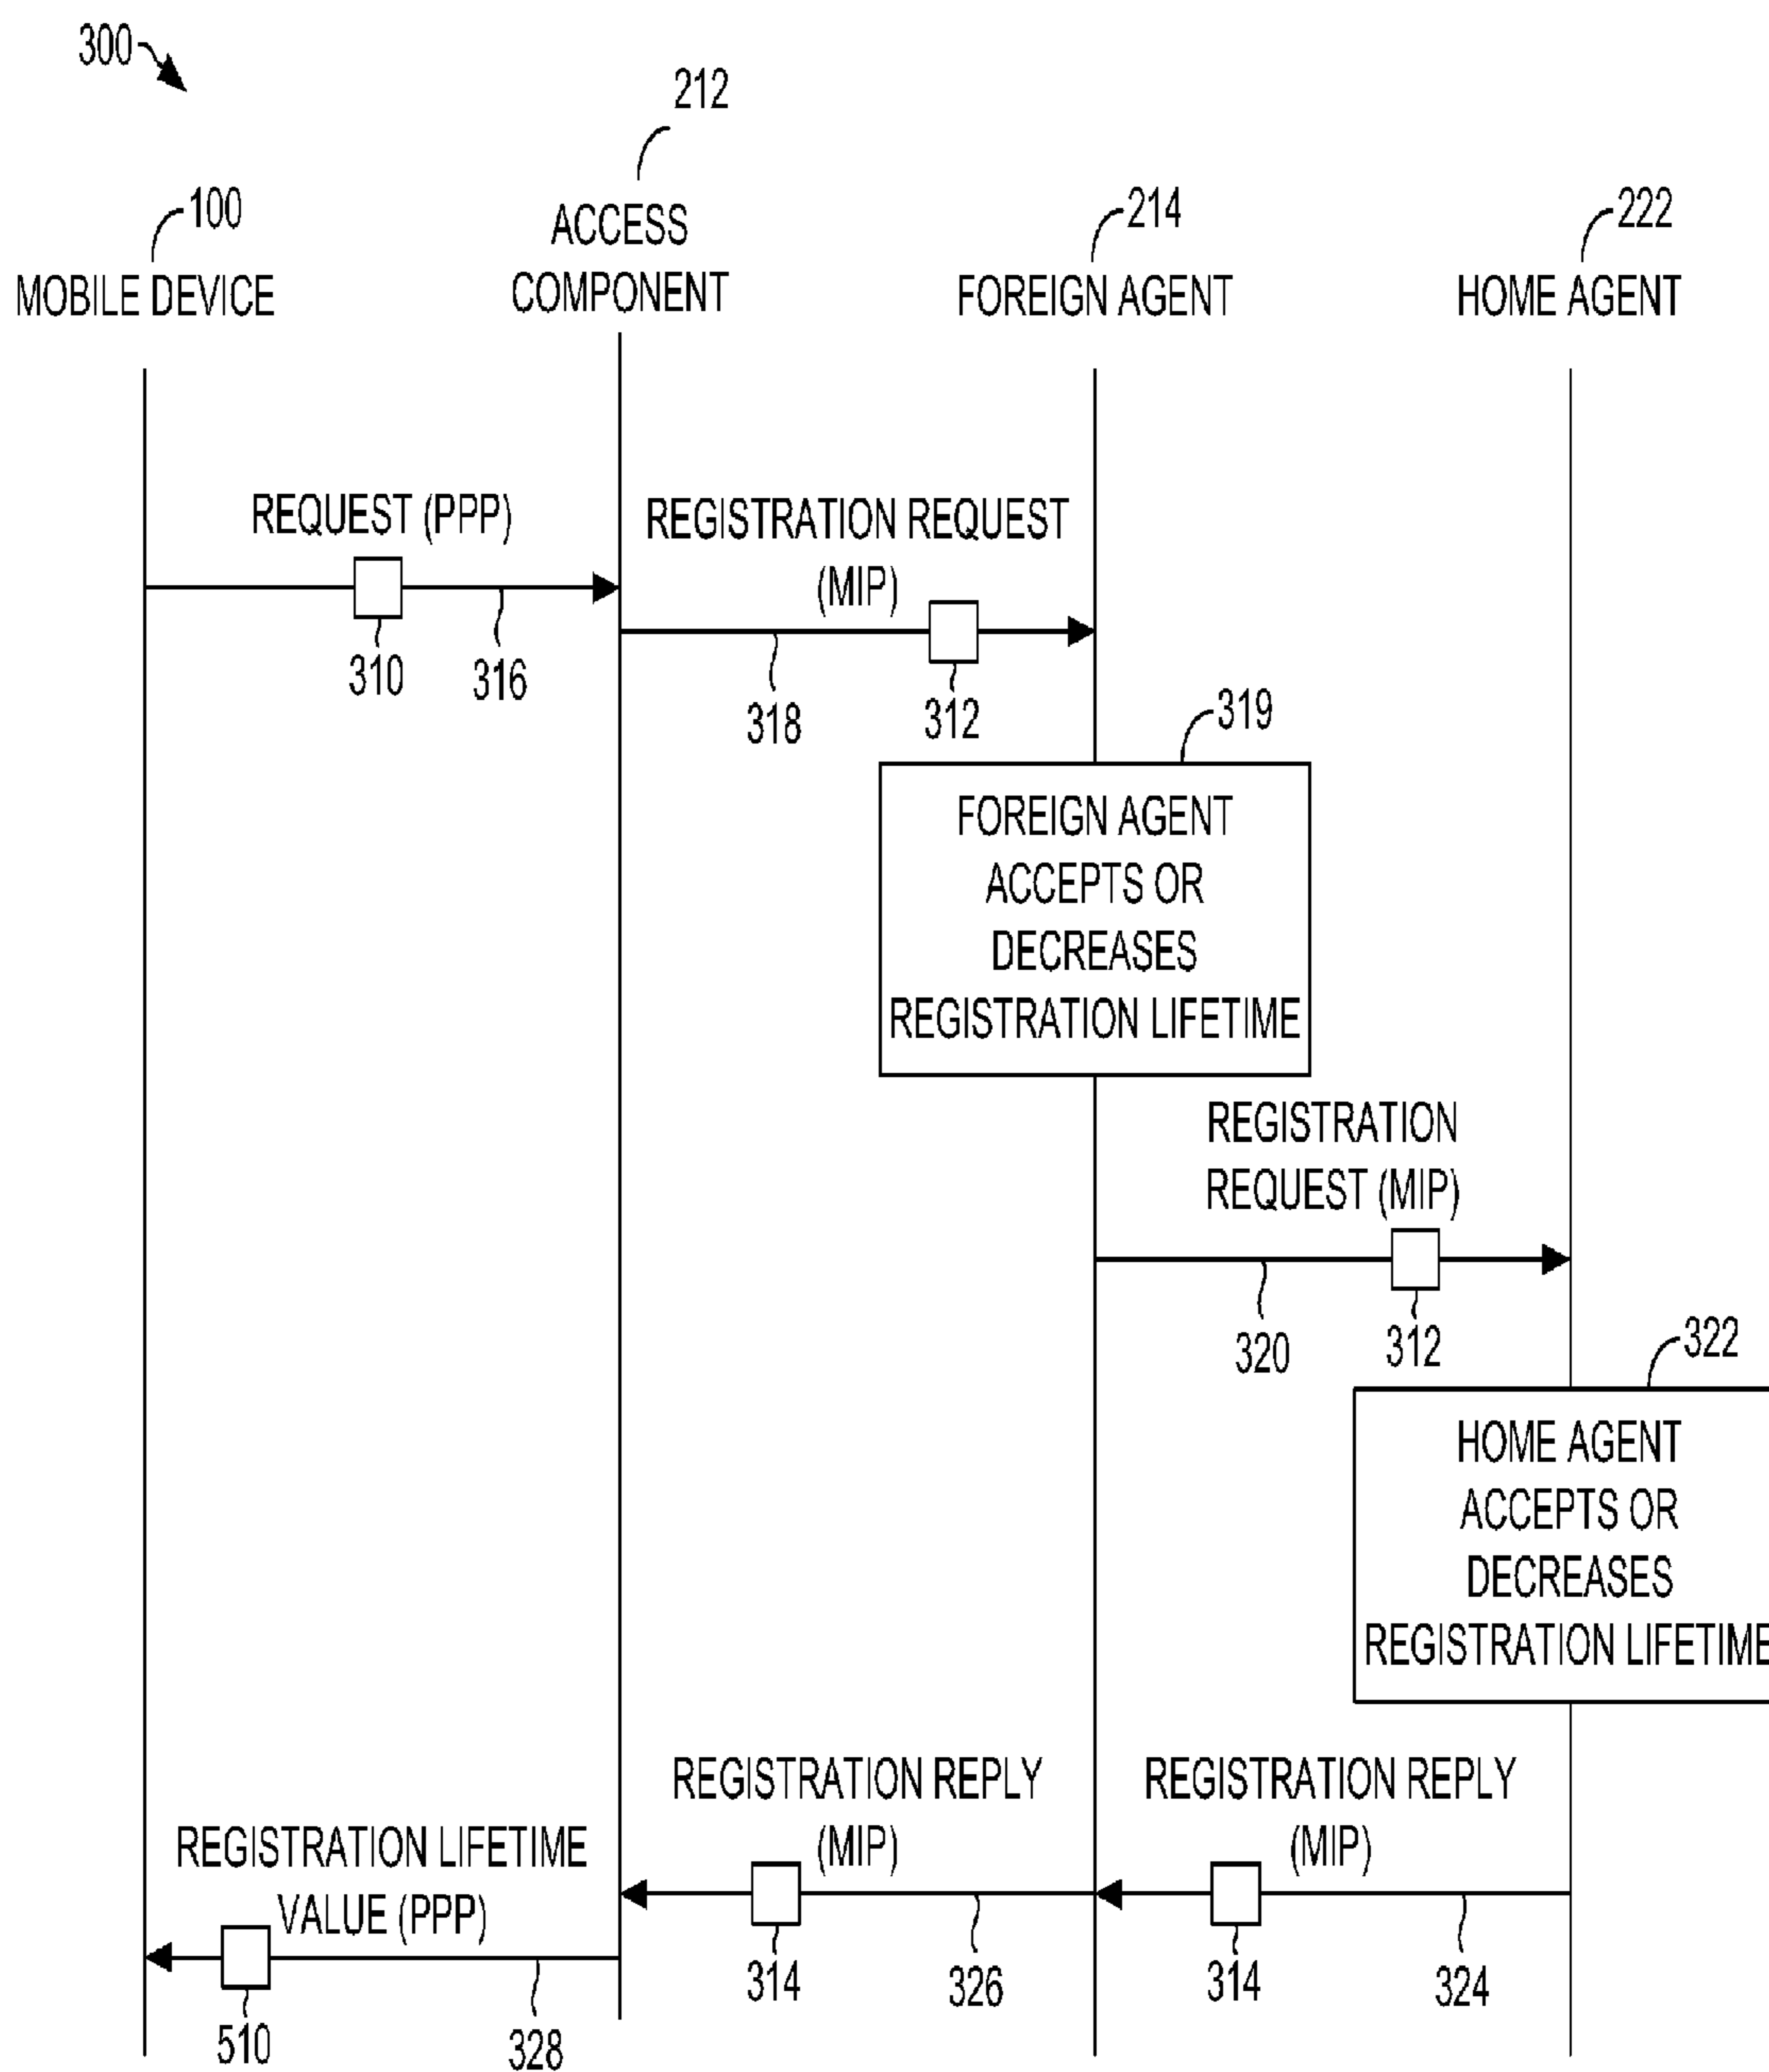 300
212
100
ACCESS
COMPONENT
214
222
MOBILE DEVICE
FOREIGN AGENT
HOME AGENT
REQUEST (PPP)
REGISTRATION REQUEST
(MIP)
310
316
318
312
319
FOREIGN AGENT
ACCEPTS OR
DECREASES
REGISTRATION LIFETIME
REGISTRATION
REQUEST (MIP)
320
312
322
HOME AGENT
ACCEPTS OR
DECREASES
REGISTRATION LIFETIME
REGISTRATION REPLY
(MIP)
REGISTRATION REPLY
(MIP)
REGISTRATION LIFETIME
VALUE (PPP)
314
326
314
324
510
328